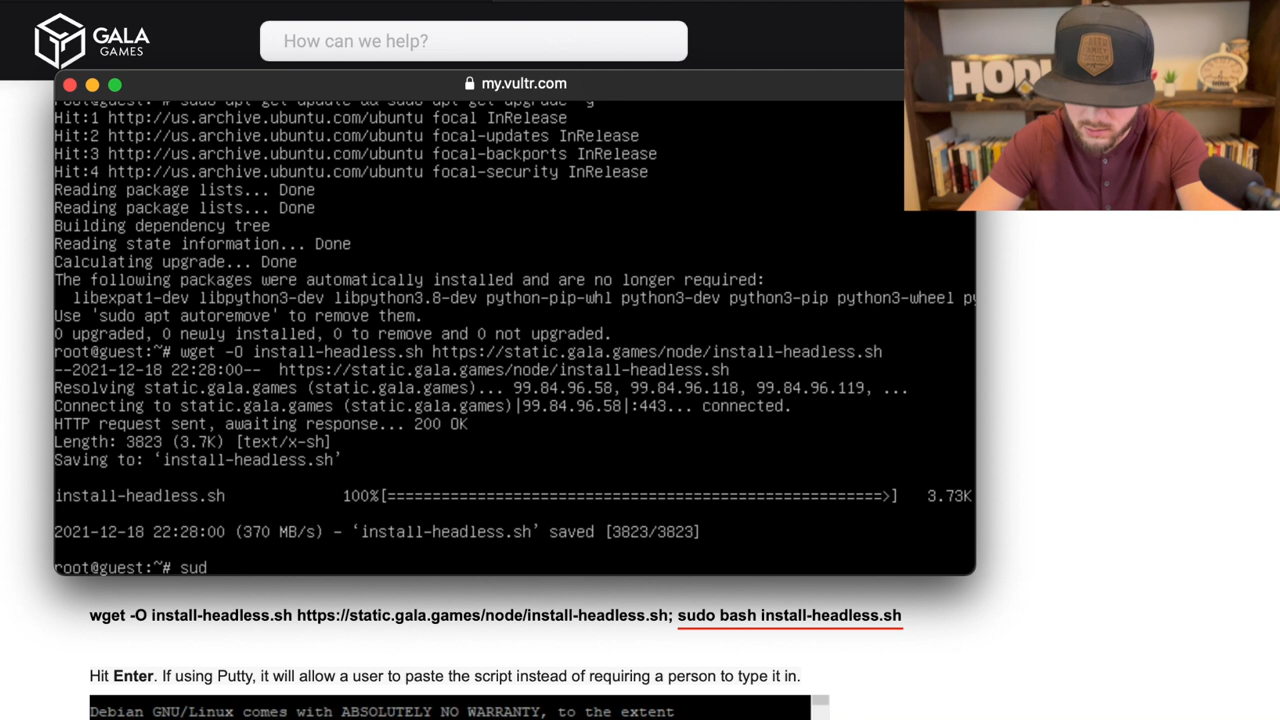 GALA
GAMES
How can we help?
my.vultr.com
HODL
root@guest:~# sudo apt-get update && sudo apt-get upgrade -y
Hit:1 http://us.archive.ubuntu.com/ubuntu focal InRelease
Hit:2 http://us.archive.ubuntu.com/ubuntu focal-updates InRelease
Hit:3 http://us.archive.ubuntu.com/ubuntu focal-backports InRelease
Hit:4 http://us.archive.ubuntu.com/ubuntu focal-security InRelease
Reading package lists... Done
Reading package lists... Done
Building dependency tree
Reading state information... Done
Calculating upgrade... Done
The following packages were automatically installed and are no longer required:
libexpat1-dev libpython3-dev libpython3.8-dev python-pip-whl python3-dev python3-pip python3-wheel py
Use 'sudo apt autoremove' to remove them.
0 upgraded, 0 newly installed, 0 to remove and 0 not upgraded.
root@guest:~# wget -O install-headless.sh https://static.gala.games/node/install-headless.sh
--2021-12-18 22:28:00-- https://static.gala.games/node/install-headless.sh
Resolving static.gala.games (static.gala.games)... 99.84.96.58, 99.84.96.118, 99.84.96.119, ...
Connecting to static.gala.games (static.gala.games)|99.84.96.58|:443... connected.
HTTP request sent, awaiting response... 200 OK
Length: 3823 (3.7K) [text/x-sh]
Saving to: ‘install-headless.sh’
install-headless.sh 100%[=======================================================>] 3.73K
2021-12-18 22:28:00 (370 MB/s) - ‘install-headless.sh’ saved [3823/3823]
root@guest:~# sud
wget -O install-headless.sh https://static.gala.games/node/install-headless.sh; sudo bash install-headless.sh
Hit Enter. If using Putty, it will allow a user to paste the script instead of requiring a person to type it in.
Debian GNU/Linux comes with ABSOLUTELY NO WARRANTY, to the extent